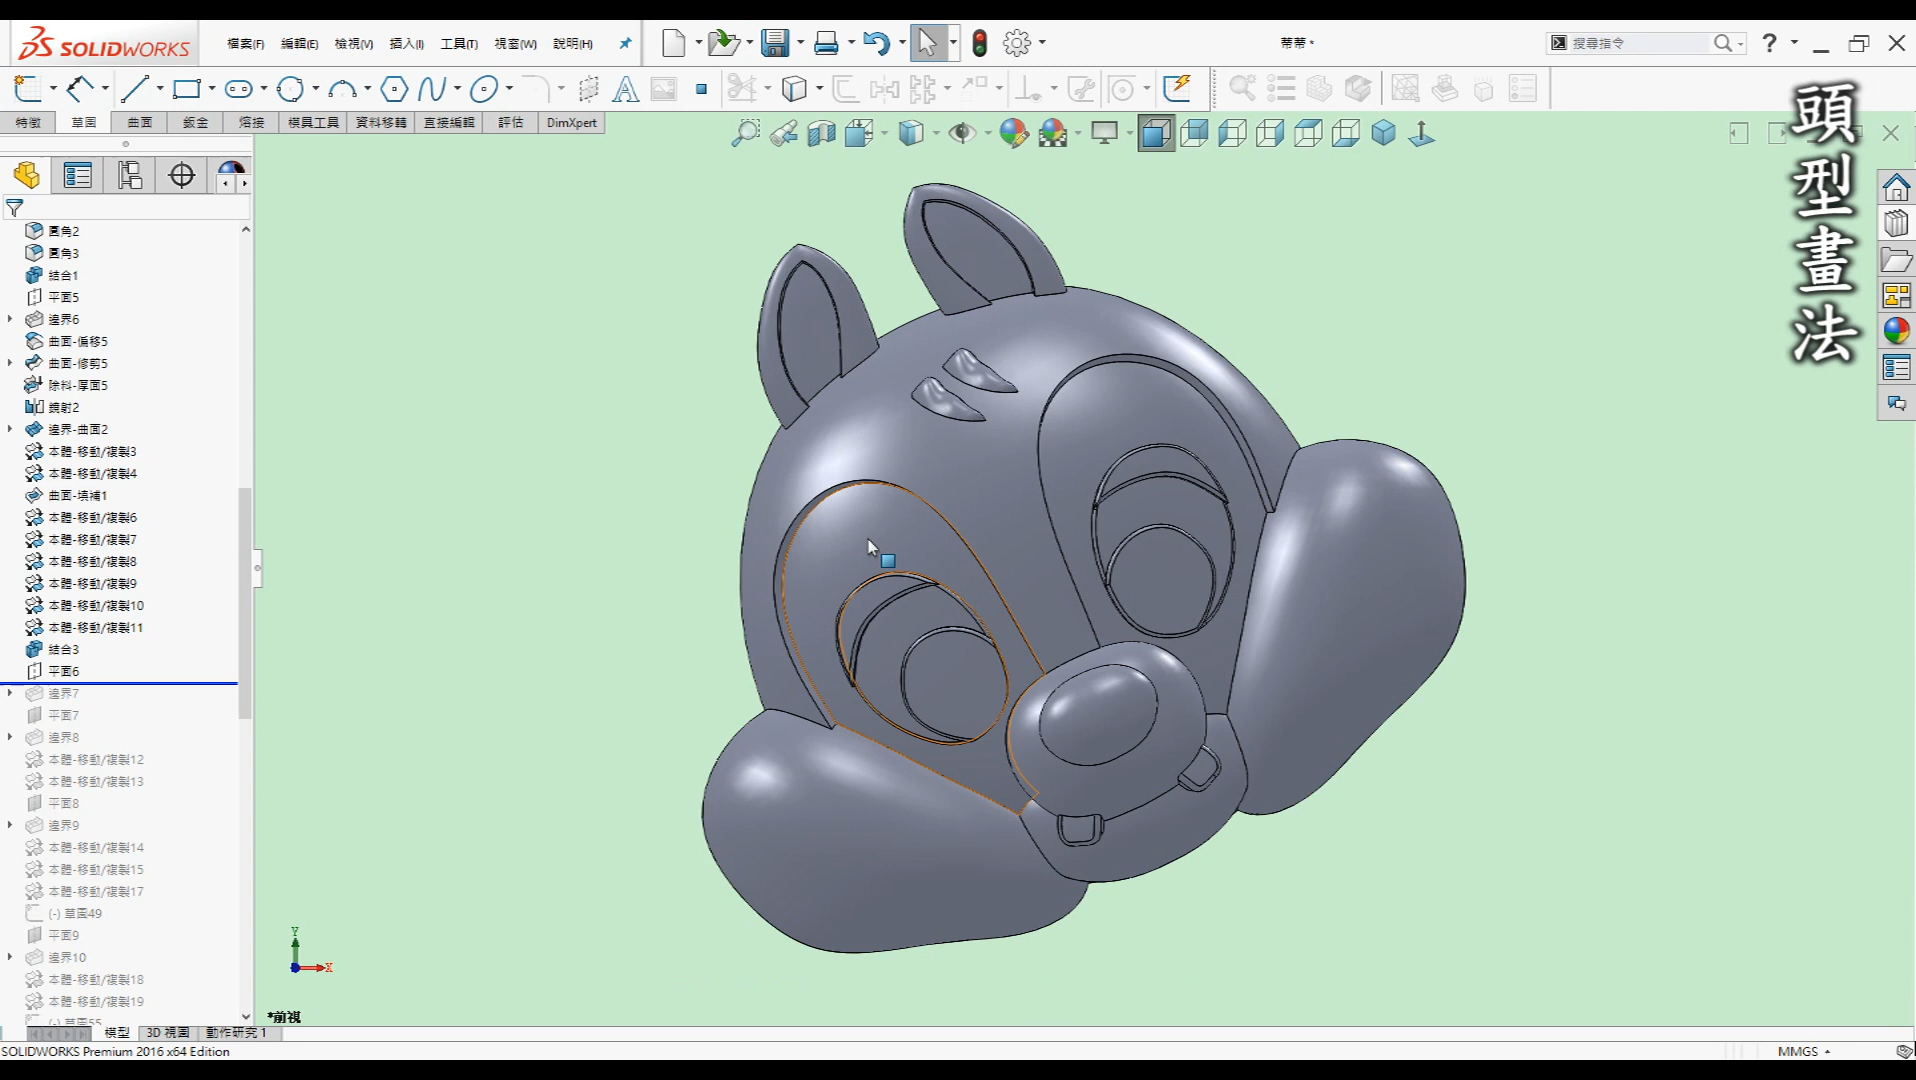 SOLIDWORKS
檔案(F) 編輯(E) 檢視(V) 插入(I) 工具(T) 視窗(W) 說明(H)
蒂蒂 *
搜尋指令
特徵 草圖 曲面 鈑金 熔接 模具工具 資料移轉 直接編輯 評估 DimXpert
頭型畫法
圓角2
圓角3
結合1
平面5
邊界6
曲面-偏移5
曲面-修剪5
除料-厚面5
鏡射2
邊界-曲面2
本體-移動/複製3
本體-移動/複製4
曲面-填補1
本體-移動/複製6
本體-移動/複製7
本體-移動/複製8
本體-移動/複製9
本體-移動/複製10
本體-移動/複製11
結合3
平面6
邊界7
平面7
邊界8
本體-移動/複製12
本體-移動/複製13
平面8
邊界9
本體-移動/複製14
本體-移動/複製15
本體-移動/複製17
(-) 草圖49
平面9
邊界10
本體-移動/複製18
本體-移動/複製19
(-) 草圖55
Y
X
*前視
模型 3D 視圖 動作研究 1
SOLIDWORKS Premium 2016 x64 Edition
MMGS